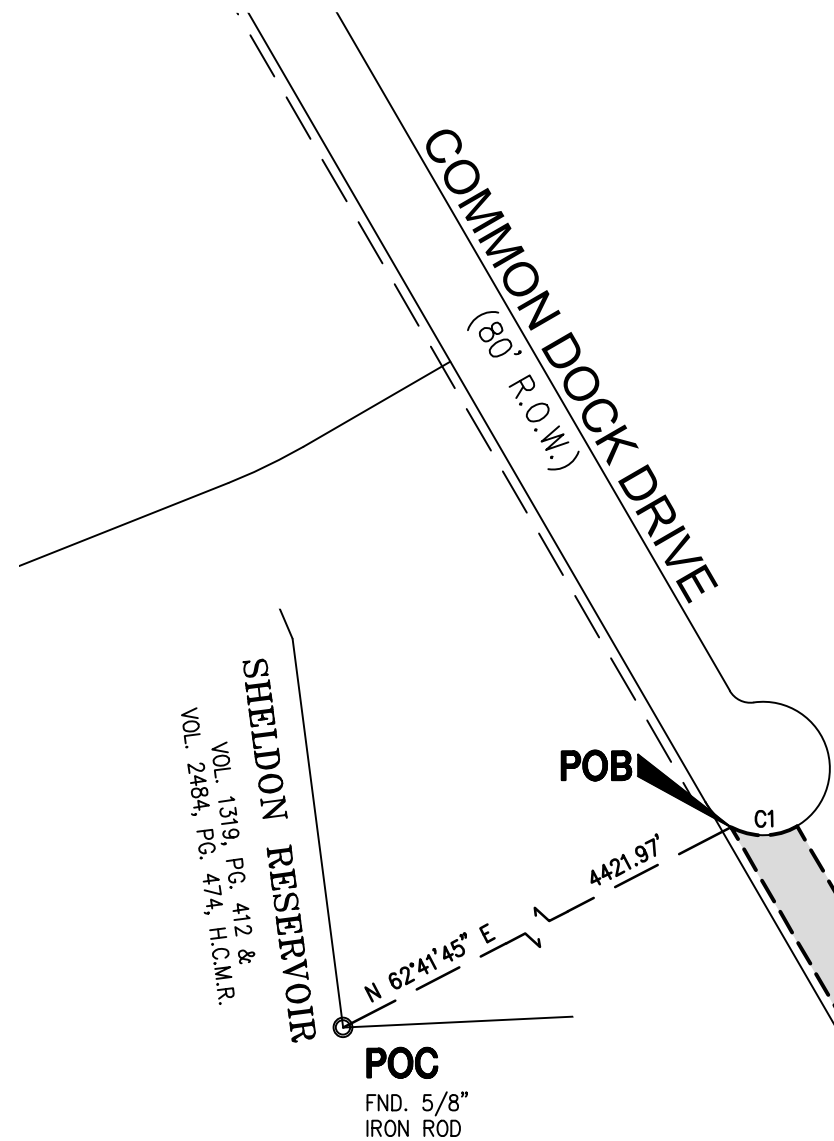 COMMON DOCK DRIVE
(80' R.O.W.)
SHELDON RESERVOIR
VOL. 1319, PG. 412 &
VOL. 2484, PG. 474, H.C.M.R.
POB
C1
4421.97'
N 62°41'45" E
POC
FND. 5/8"
IRON ROD